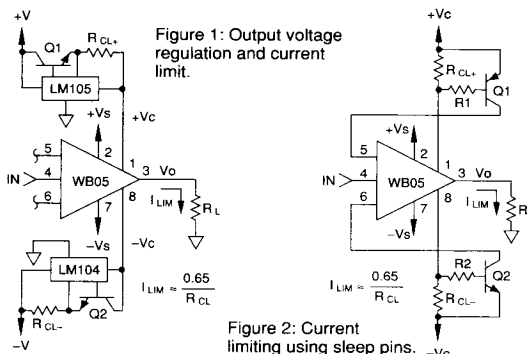 Figure 1: Output voltage
regulation and current
limit.
+V
Q1
R CL+
LM105
+Vc
+Vs
5
2
1
IN
4
WB05
3
Vo
6
7
8
I LIM
R L
-Vs
-Vc
LM104
I LIM ≈ 0.65 / R CL
R CL-
Q2
-V
+Vc
R CL+
Q1
R1
+Vs
5
2
1
IN
4
WB05
3
Vo
6
7
8
I LIM
R
-Vs
R2
Q2
I LIM ≈ 0.65 / R CL
R CL-
Figure 2: Current
limiting using sleep pins.
-Vc